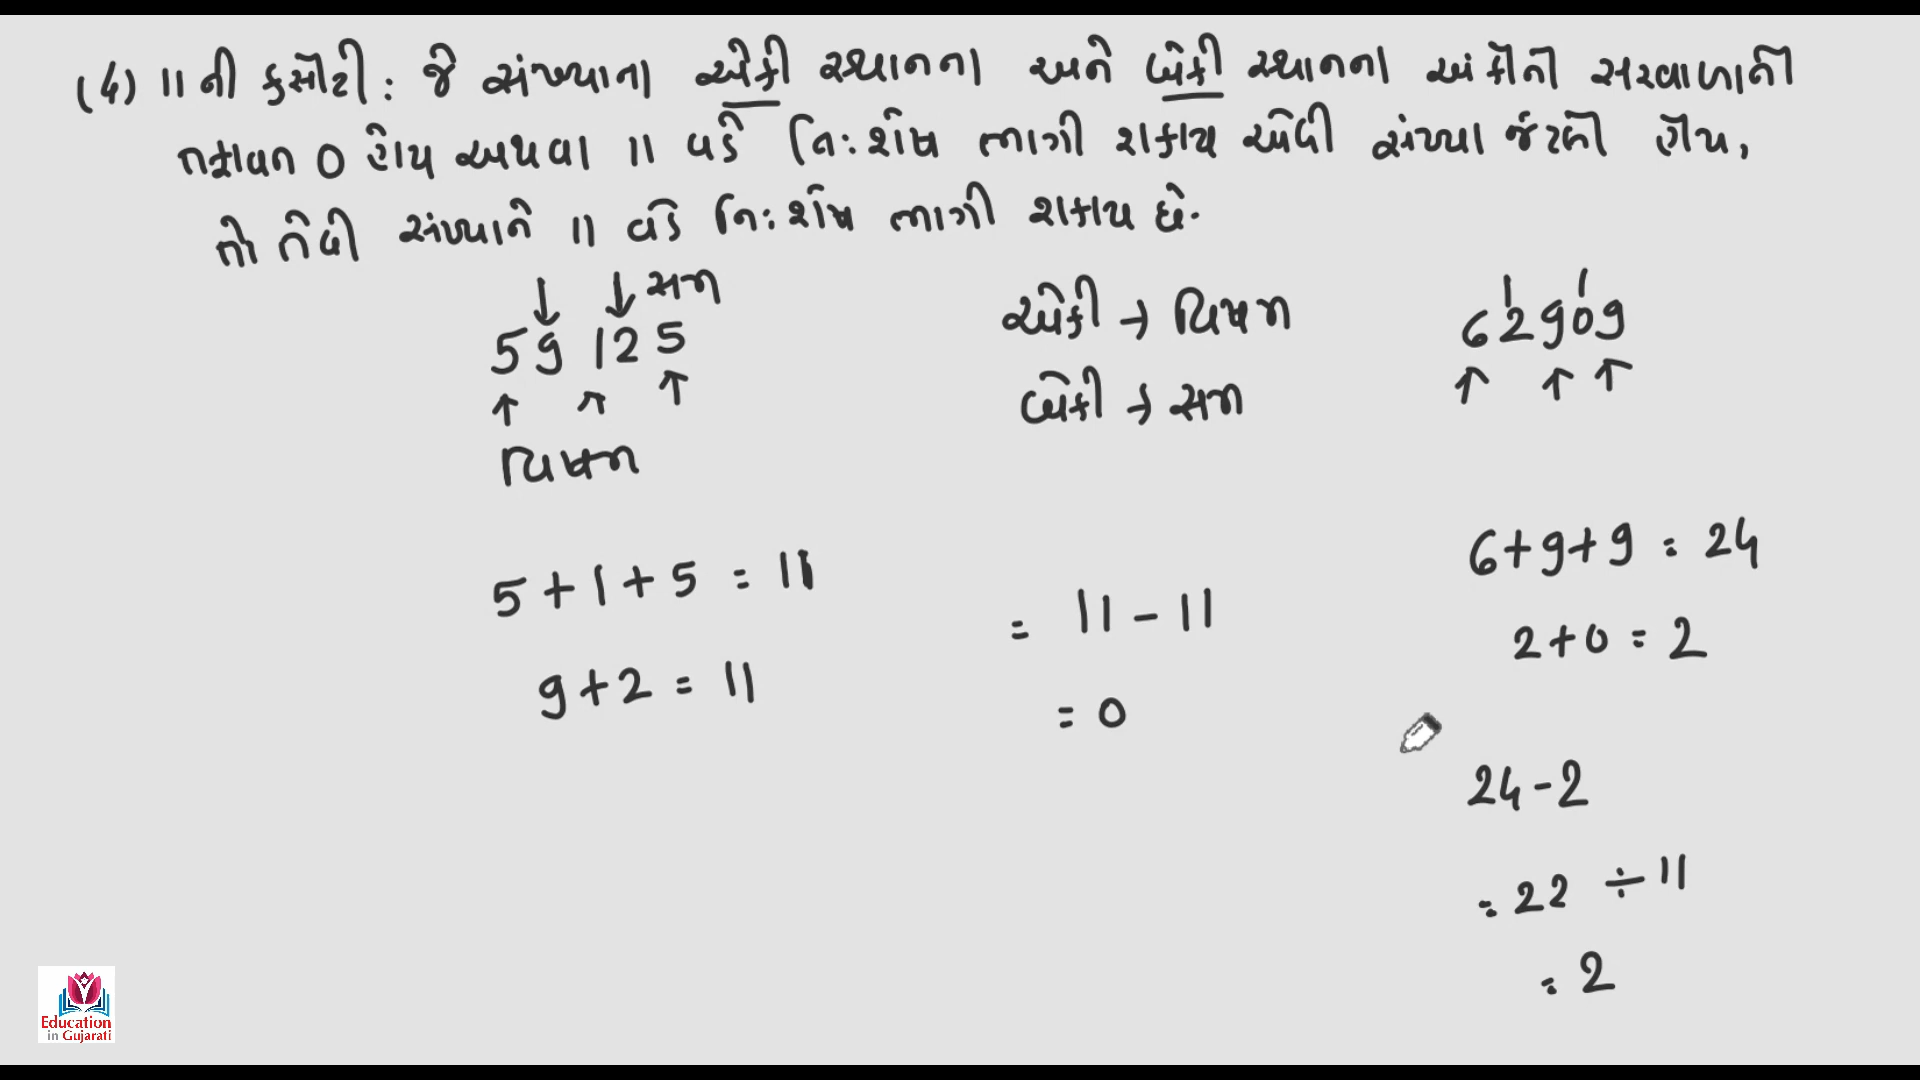 (4) 11 ની કસોટી : જે સંખ્યાના એકી સ્થાનના અને બેકી સ્થાનના અંકોની સરવાળાની
તફાવત 0 હોય અથવા 11 વડે નિ:શેષ ભાગી શકાય એવી સંખ્યા જેટલો હોય,
તો તેવી સંખ્યાને 11 વડે નિ:શેષ ભાગી શકાય છે.
સમ
59125
વિષમ
5+1+5 = 11
9+2 = 11
એકી → વિષમ
બેકી → સમ
= 11 - 11
= 0
62909
6+9+9 = 24
2+0 = 2
24-2
= 22 ÷ 11
= 2
Education
in Gujarati